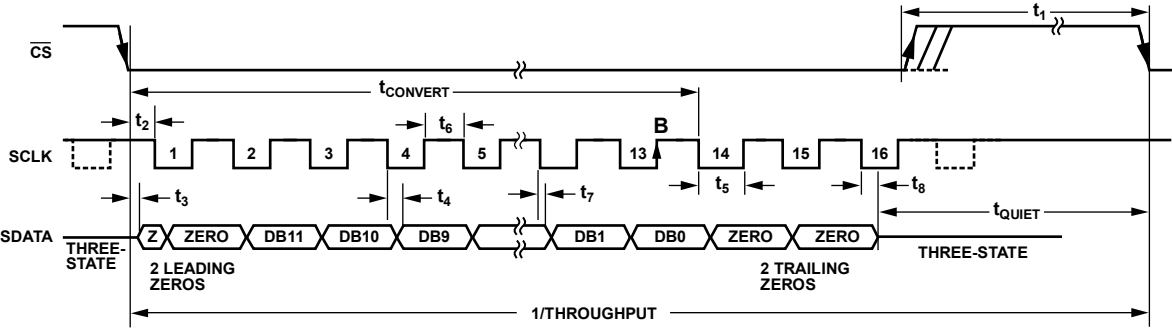 t1
CS
tCONVERT
B
t2
t6
SCLK
1 2 3 4 5 13 14 15 16
t3
t4
t7
t5
t8
tQUIET
SDATA
THREE-
STATE
Z ZERO DB11 DB10 DB9 DB1 DB0 ZERO ZERO
THREE-STATE
2 LEADING
ZEROS
2 TRAILING
ZEROS
1/THROUGHPUT